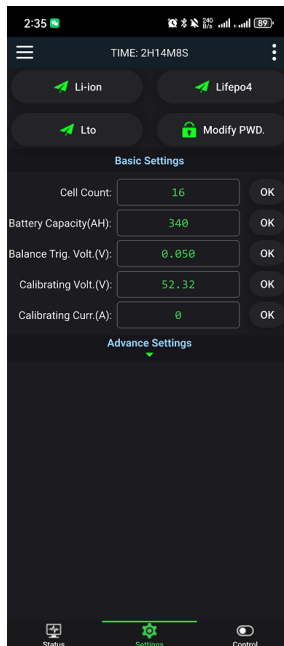 2:35 240 B/s 89
TIME: 2H14M8S
Li-ion Lifepo4
Lto Modify PWD.
Basic Settings
Cell Count: 16 OK
Battery Capacity(AH): 340 OK
Balance Trig. Volt.(V): 0.050 OK
Calibrating Volt.(V): 52.32 OK
Calibrating Curr.(A): 0 OK
Advance Settings
Status Settings Control